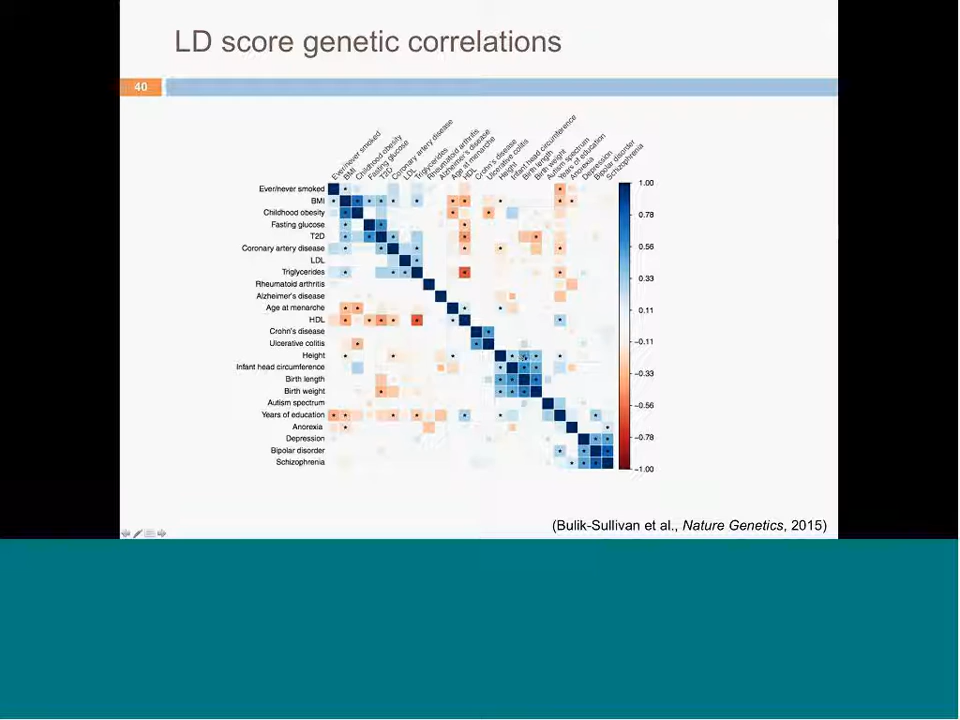 LD score genetic correlations
40
Ever/never smoked
BMI
Childhood obesity
Fasting glucose
T2D
Coronary artery disease
LDL
Triglycerides
Rheumatoid arthritis
Alzheimer's disease
Age at menarche
HDL
Crohn's disease
Ulcerative colitis
Height
Infant head circumference
Birth length
Birth weight
Autism spectrum
Years of education
Anorexia
Depression
Bipolar disorder
Schizophrenia
Ever/never smoked
BMI
Childhood obesity
Fasting glucose
T2D
Coronary artery disease
LDL
Triglycerides
Rheumatoid arthritis
Alzheimer's disease
Age at menarche
HDL
Crohn's disease
Ulcerative colitis
Height
Infant head circumference
Birth length
Birth weight
Autism spectrum
Years of education
Anorexia
Depression
Bipolar disorder
Schizophrenia
1.00
0.78
0.56
0.33
0.11
−0.11
−0.33
−0.56
−0.78
−1.00
(Bulik-Sullivan et al., Nature Genetics, 2015)